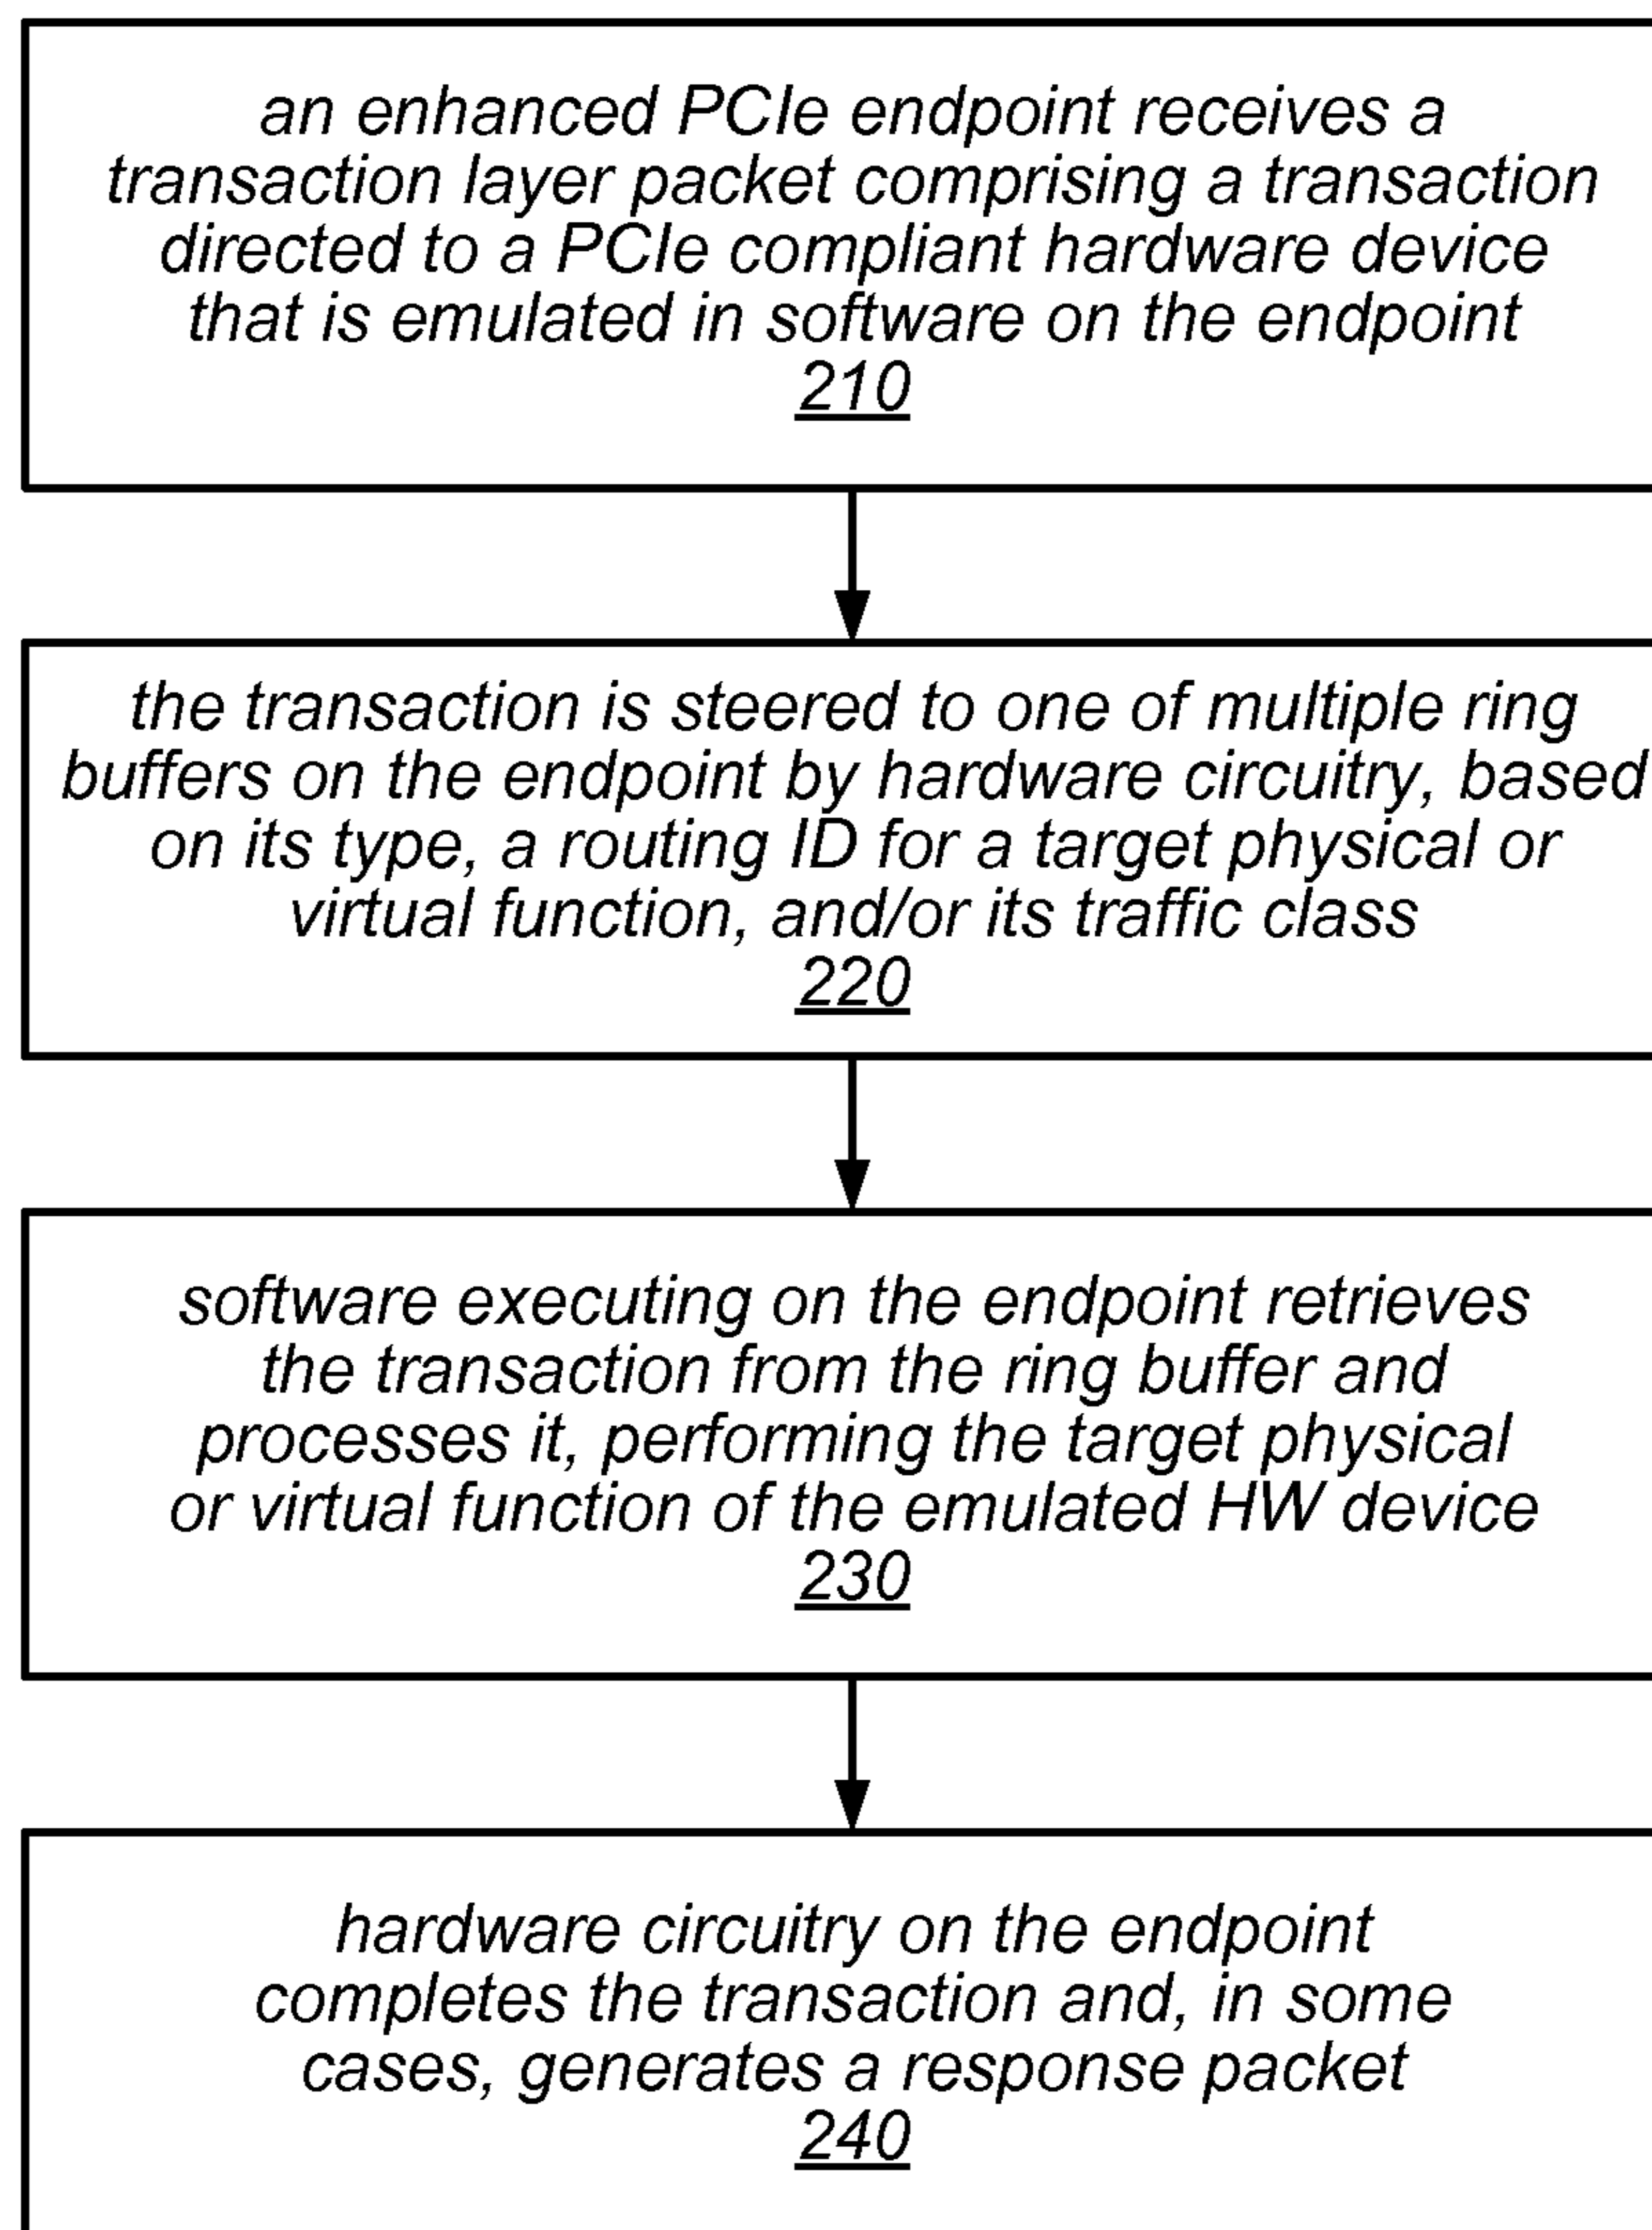 an enhanced PCIe endpoint receives a
transaction layer packet comprising a transaction
directed to a PCIe compliant hardware device
that is emulated in software on the endpoint
210
the transaction is steered to one of multiple ring
buffers on the endpoint by hardware circuitry, based
on its type, a routing ID for a target physical or
virtual function, and/or its traffic class
220
software executing on the endpoint retrieves
the transaction from the ring buffer and
processes it, performing the target physical
or virtual function of the emulated HW device
230
hardware circuitry on the endpoint
completes the transaction and, in some
cases, generates a response packet
240